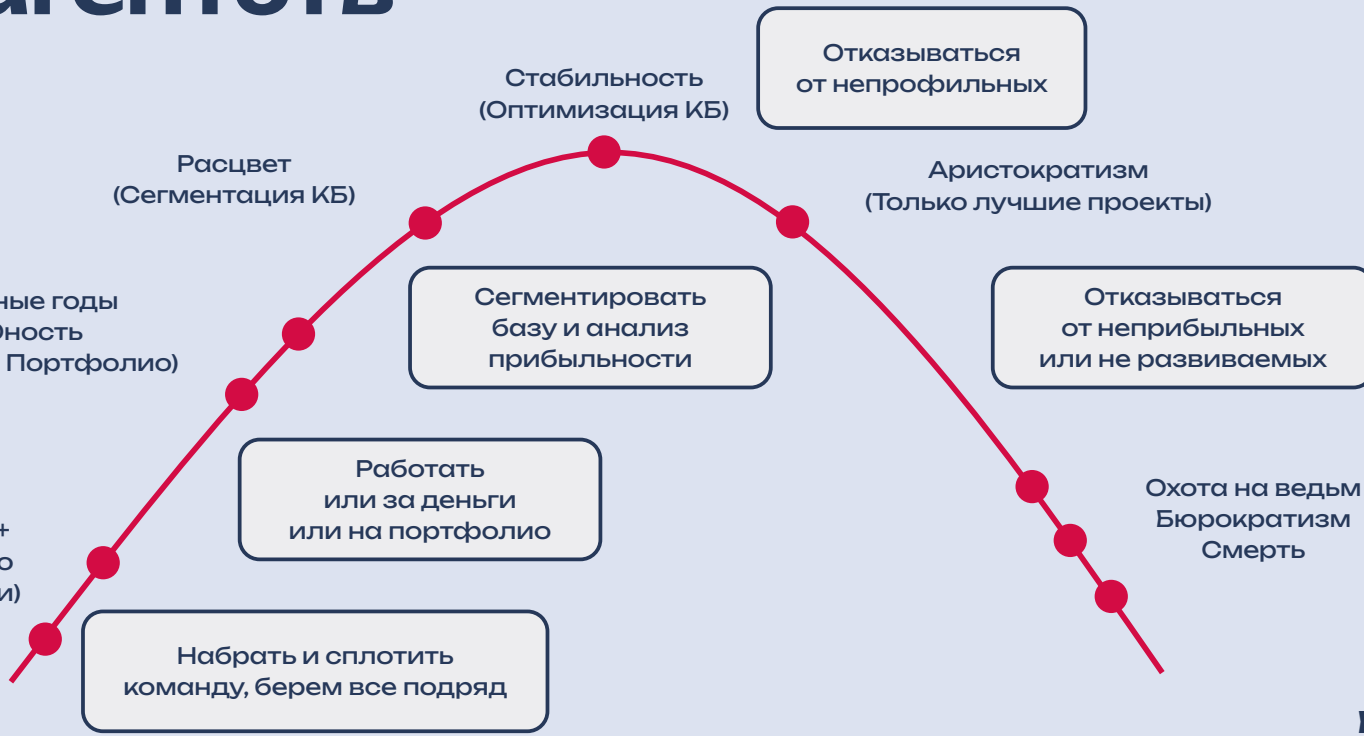 Отказываться
от непрофильных
Стабильность
(Оптимизация КБ)
Расцвет
(Сегментация КБ)
Аристократизм
(Только лучшие проекты)
годы
Портфолио)
Сегментировать
базу и анализ
прибыльности
Отказываться
от неприбыльных
или не развиваемых
Работать
или за деньги
или на портфолио
Охота на ведьм
Бюрократизм
Смерть
+
Набрать и сплотить
команду, берем все подряд